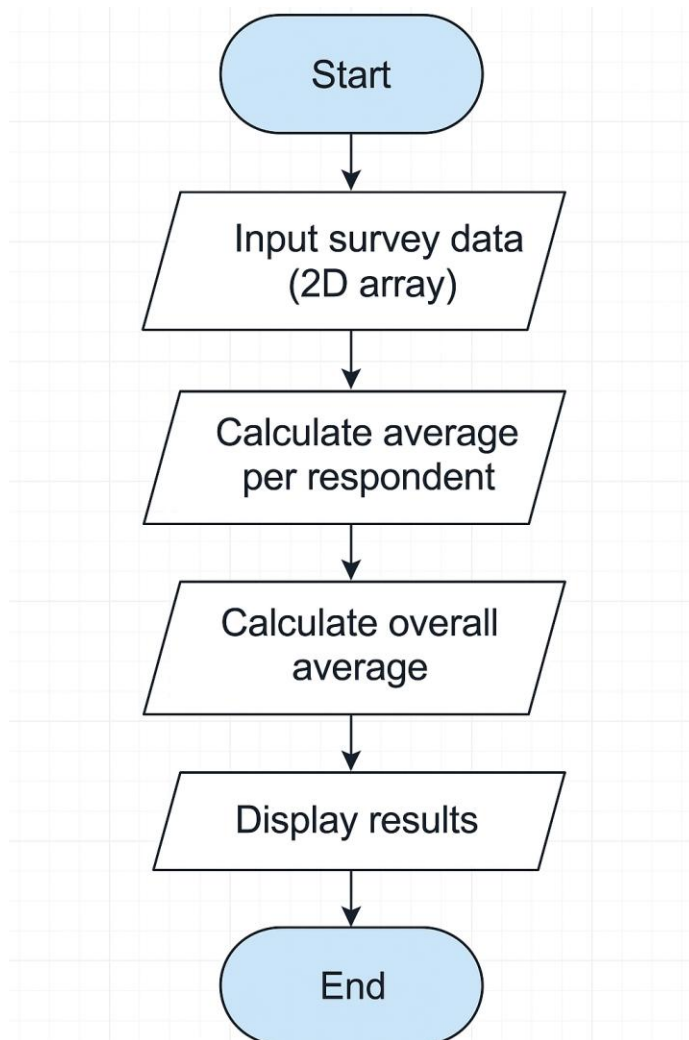 Start
Input survey data
(2D array)
Calculate average
per respondent
Calculate overall
average
Display results
End